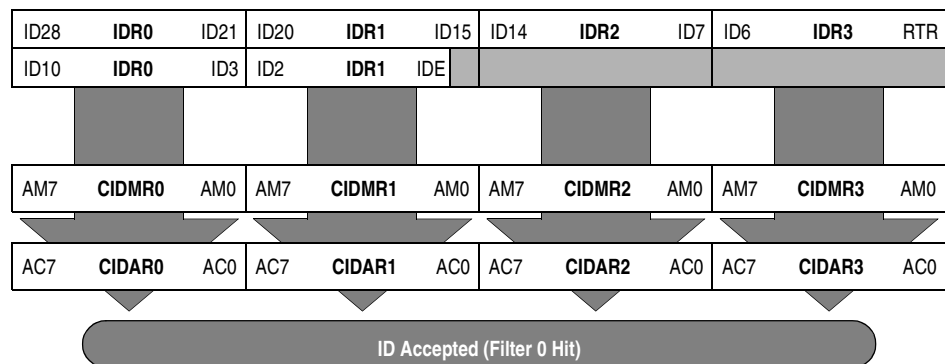 ID28 IDR0 ID21 ID20 IDR1 ID15 ID14 IDR2 ID7 ID6 IDR3 RTR
ID10 IDR0 ID3 ID2 IDR1 IDE
AM7 CIDMR0 AM0 AM7 CIDMR1 AM0 AM7 CIDMR2 AM0 AM7 CIDMR3 AM0
AC7 CIDAR0 AC0 AC7 CIDAR1 AC0 AC7 CIDAR2 AC0 AC7 CIDAR3 AC0
ID Accepted (Filter 0 Hit)